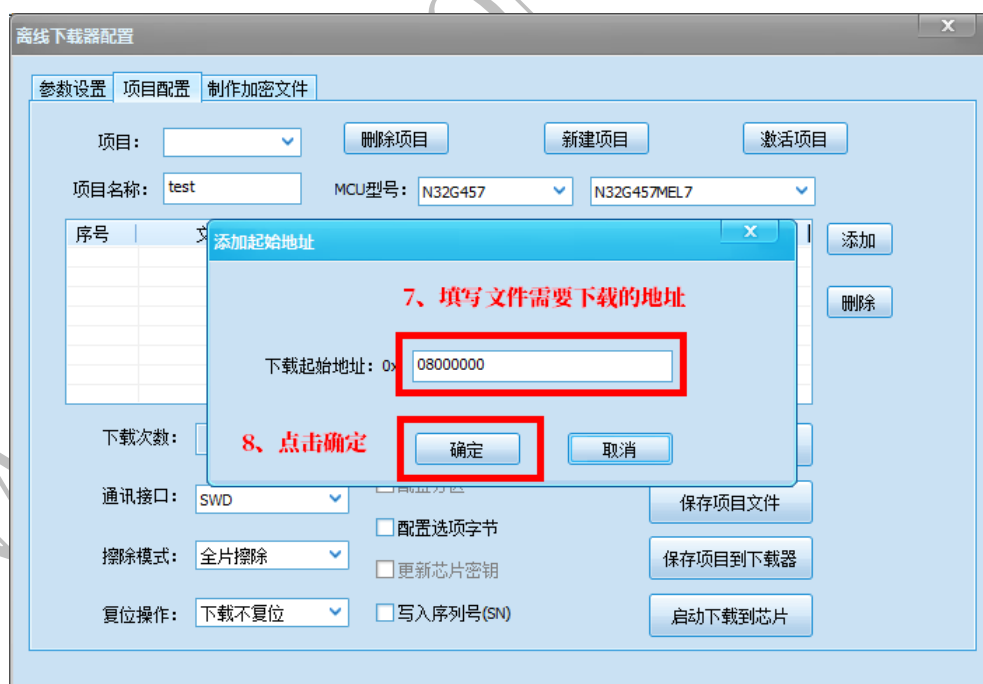 离线下载器配置
x
参数设置 项目配置 制作加密文件
项目: 删除项目 新建项目 激活项目
项目名称: test MCU型号: N32G457 N32G457MEL7
序号 添加
添加起始地址 x
7、填写文件需要下载的地址
删除
下载起始地址: 0x 08000000
下载次数:
8、点击确定 确定 取消
通讯接口: SWD 保存项目文件
配置选项字节
擦除模式: 全片擦除 更新芯片密钥 保存项目到下载器
复位操作: 下载不复位 写入序列号(SN) 启动下载到芯片